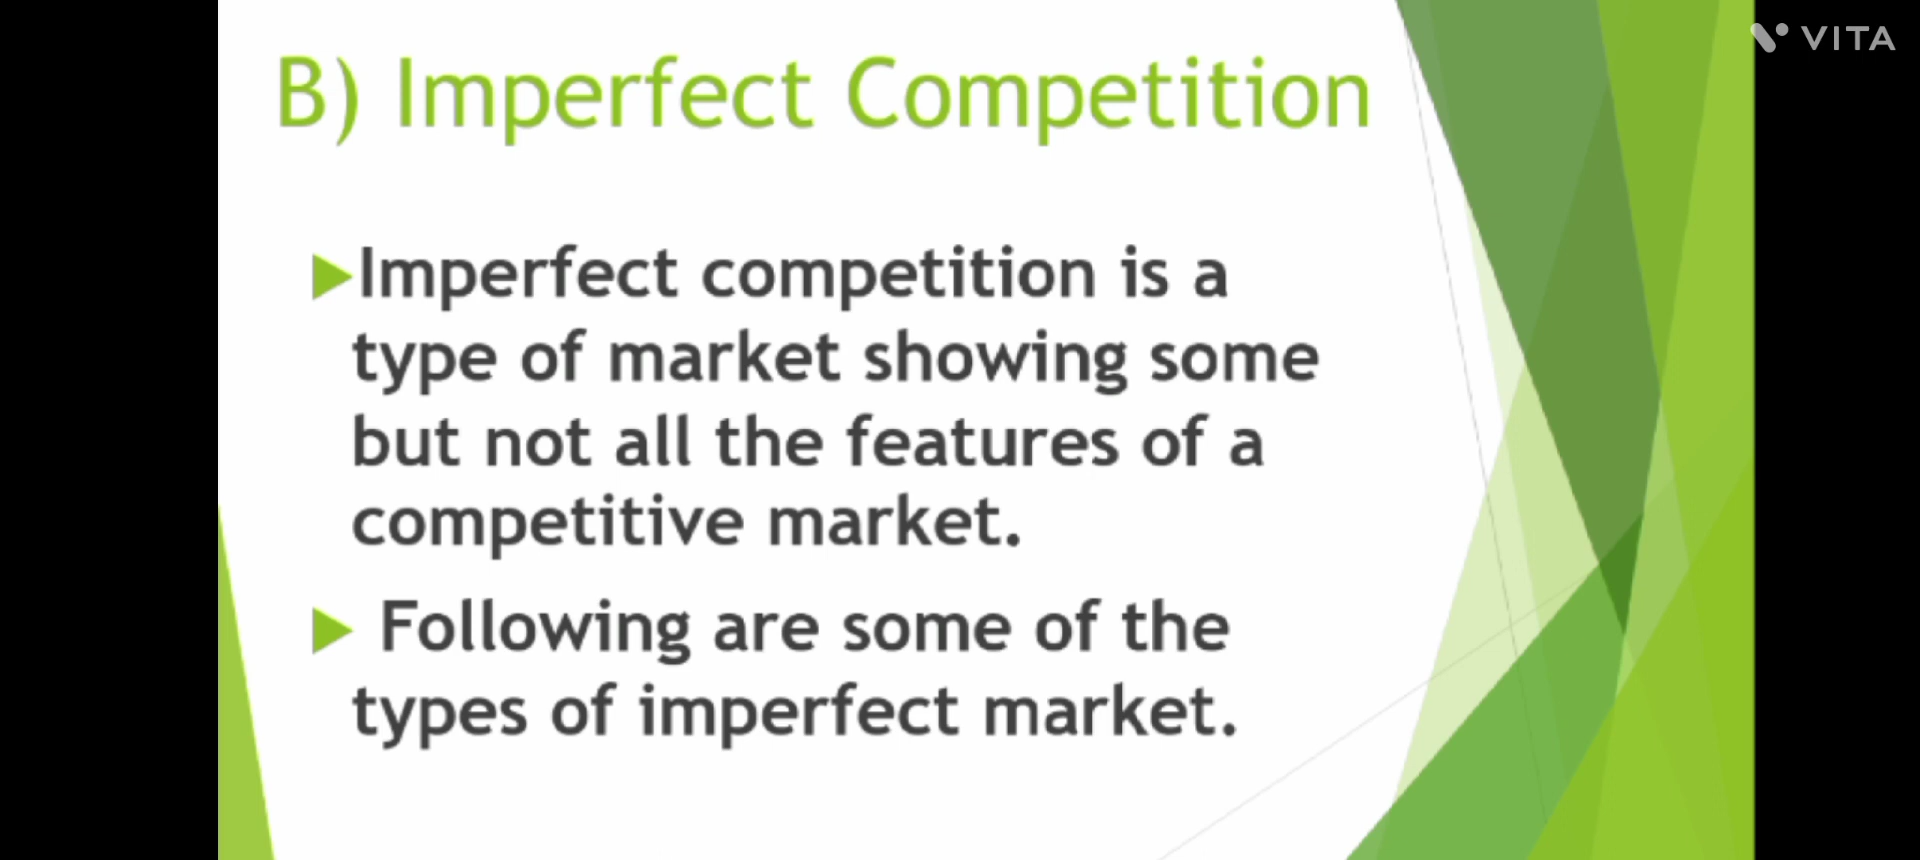 VITA
B) Imperfect Competition
Imperfect competition is a
type of market showing some
but not all the features of a
competitive market.
Following are some of the
types of imperfect market.